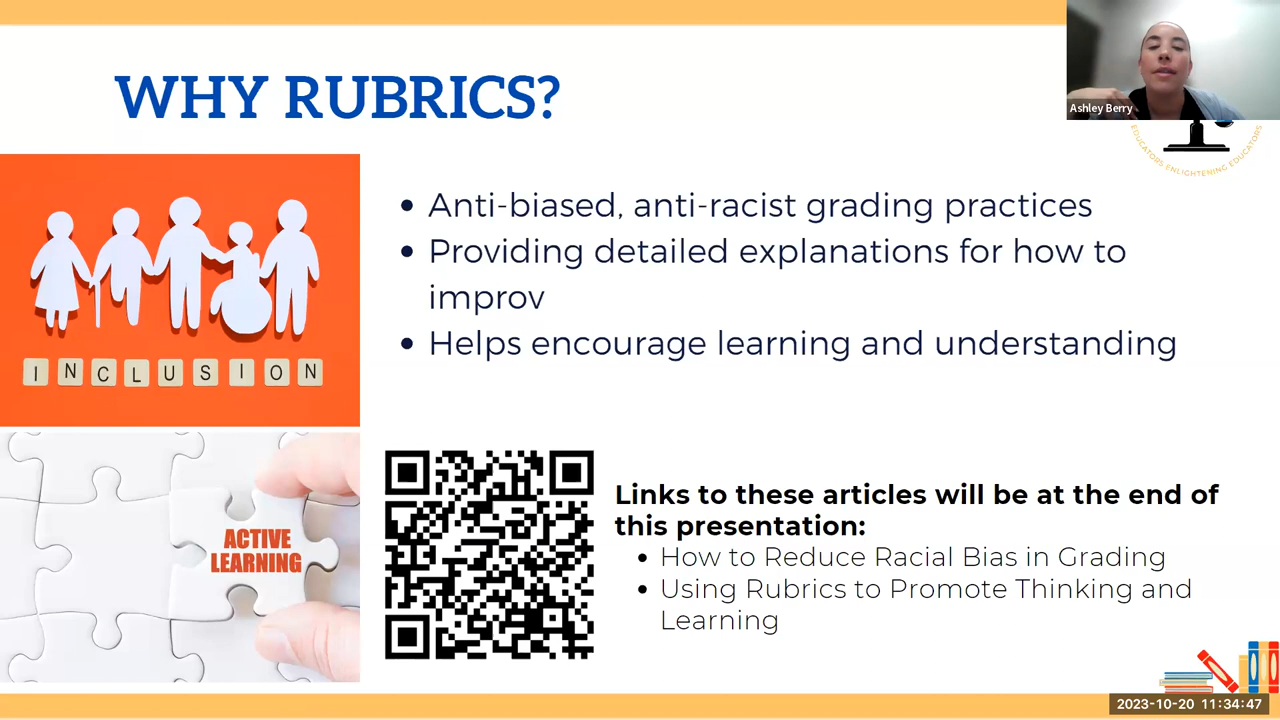 WHY RUBRICS?
Ashley Berry
EDUCATORS ENLIGHTENING EDUCATORS
• Anti-biased, anti-racist grading practices
• Providing detailed explanations for how to
improv
• Helps encourage learning and understanding
INCLUSION
ACTIVE
LEARNING
Links to these articles will be at the end of
this presentation:
• How to Reduce Racial Bias in Grading
• Using Rubrics to Promote Thinking and
Learning
2023-10-20 11:34:47